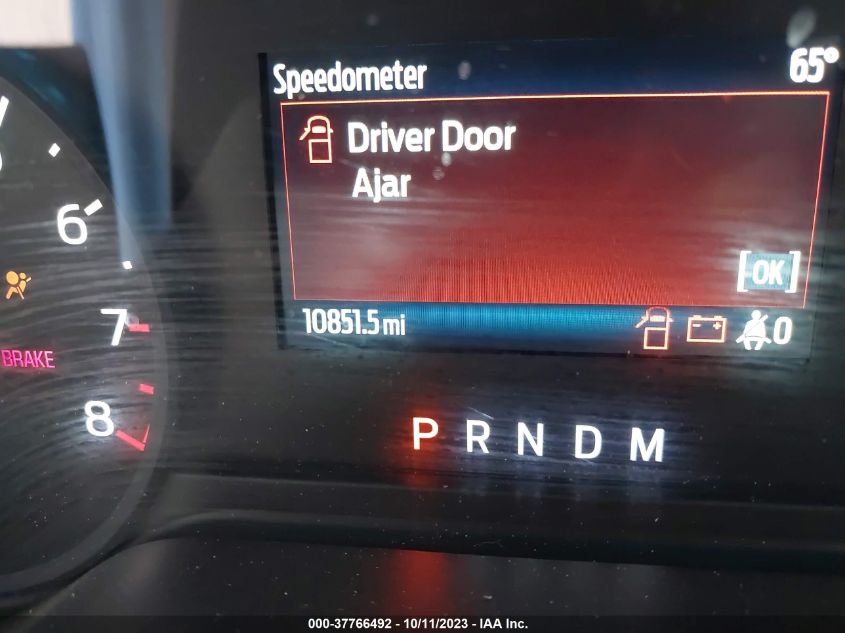 Speedometer 65°
Driver Door
Ajar
6
[OK]
7
10851.5 mi
0
BRAKE
8
P R N D M
000-37766492 - 10/11/2023 - IAA Inc.